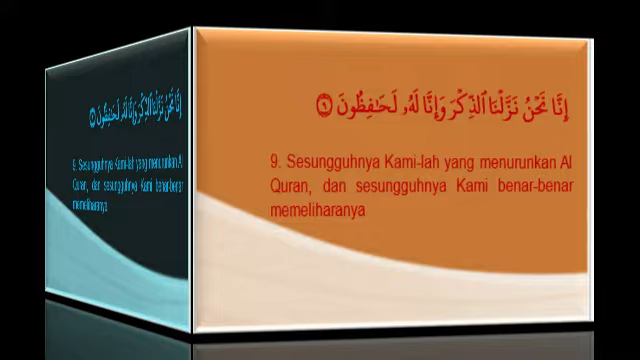 إِنَّا نَحْنُ نَزَّلْنَا ٱلذِّكْرَ وَإِنَّا لَهُۥ لَحَـٰفِظُونَ ۝٩
9. Sesungguhnya Kami-lah yang menurunkan Al
Quran, dan sesungguhnya Kami benar-benar
memeliharanya
إِنَّا نَحْنُ نَزَّلْنَا ٱلذِّكْرَ وَإِنَّا لَهُۥ لَحَـٰفِظُونَ ۝٩
9. Sesungguhnya Kami-lah yang menurunkan Al
Quran, dan sesungguhnya Kami benar-benar
memeliharanya